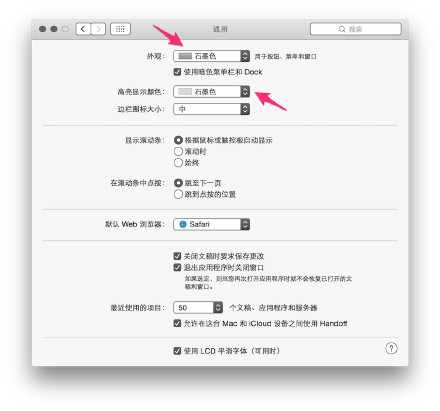 通用
搜索
外观： 石墨色 用于按钮、菜单和窗口
使用暗色菜单栏和 Dock
高亮显示颜色： 石墨色
边栏图标大小： 中
显示滚动条： 根据鼠标或触控板自动显示
滚动时
始终
在滚动条中点按： 跳至下一页
跳到点按的位置
默认 Web 浏览器： Safari
关闭文稿时要求保存更改
退出应用程序时关闭窗口
如果选定，则当您再次打开应用程序时就不会恢复已打开的文
稿和窗口。
最近使用的项目： 50 个文稿、应用程序和服务器
允许在这台 Mac 和 iCloud 设备之间使用 Handoff
使用 LCD 平滑字体（可用时）
?